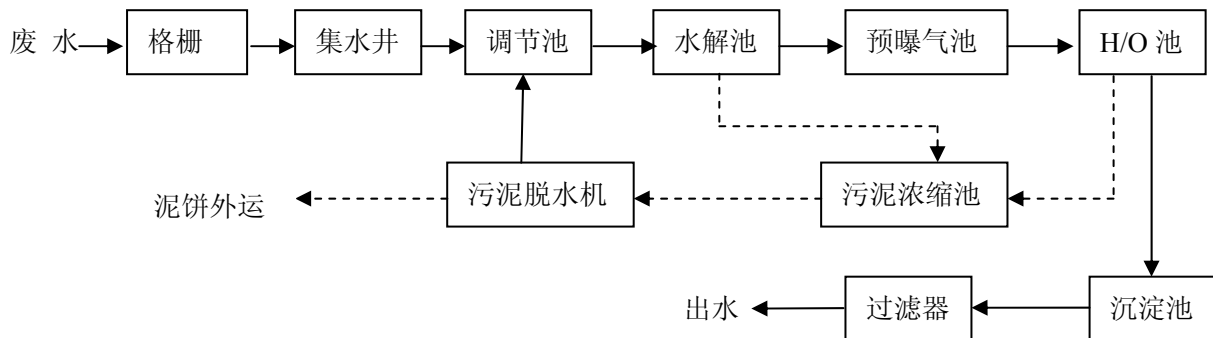 废 水 格栅 集水井 调节池 水解池 预曝气池 H/O 池
泥饼外运 污泥脱水机 污泥浓缩池
出水 过滤器 沉淀池